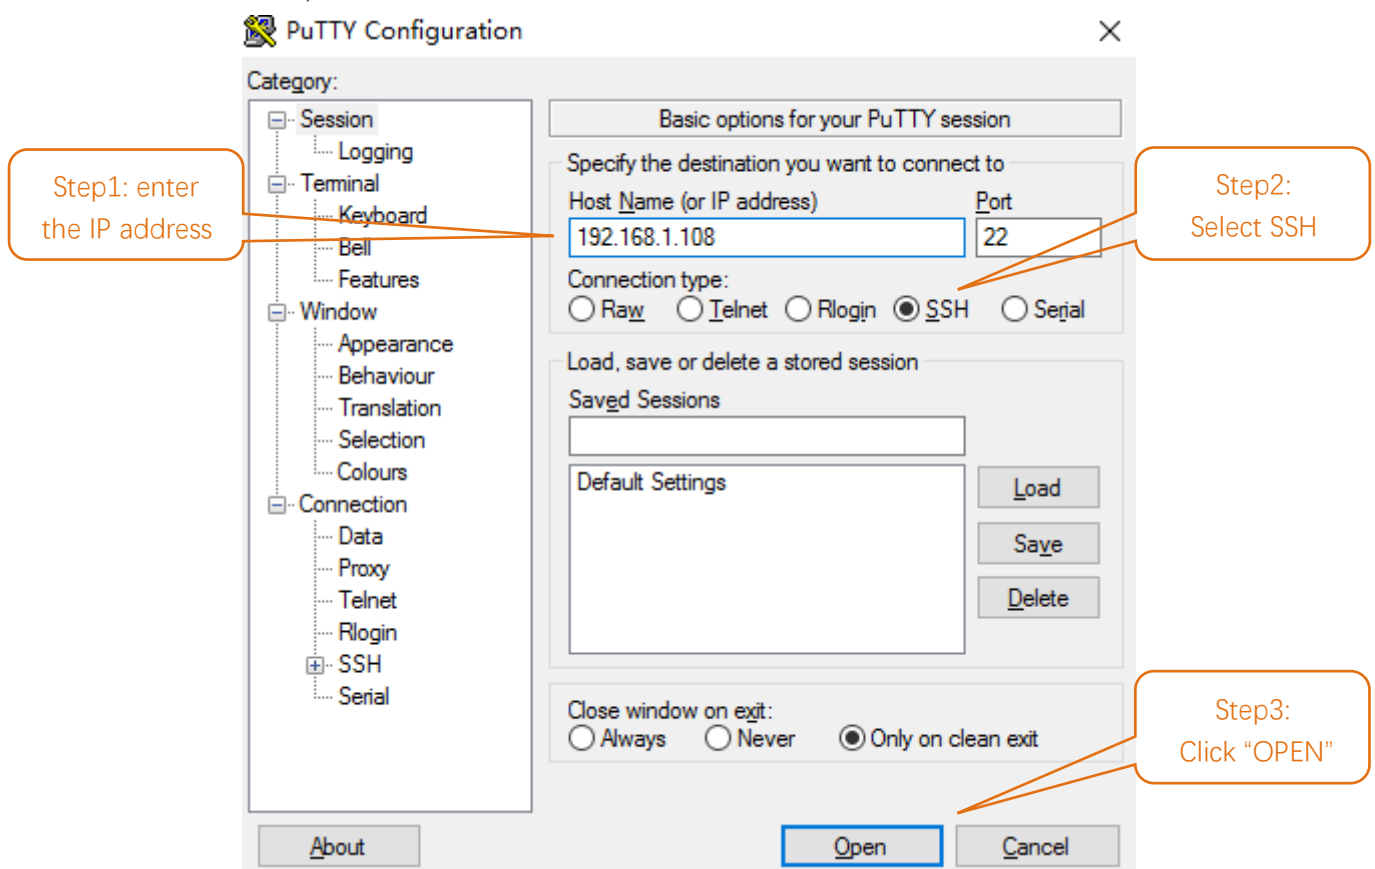 PuTTY Configuration
Category:
Session
Logging
Terminal
Keyboard
Bell
Features
Window
Appearance
Behaviour
Translation
Selection
Colours
Connection
Data
Proxy
Telnet
Rlogin
SSH
Serial
Basic options for your PuTTY session
Specify the destination you want to connect to
Host Name (or IP address) Port
192.168.1.108 22
Connection type:
Raw Telnet Rlogin SSH Serial
Load, save or delete a stored session
Saved Sessions
Default Settings
Load
Save
Delete
Close window on exit:
Always Never Only on clean exit
About Open Cancel
Step1: enter
the IP address
Step2:
Select SSH
Step3:
Click “OPEN”